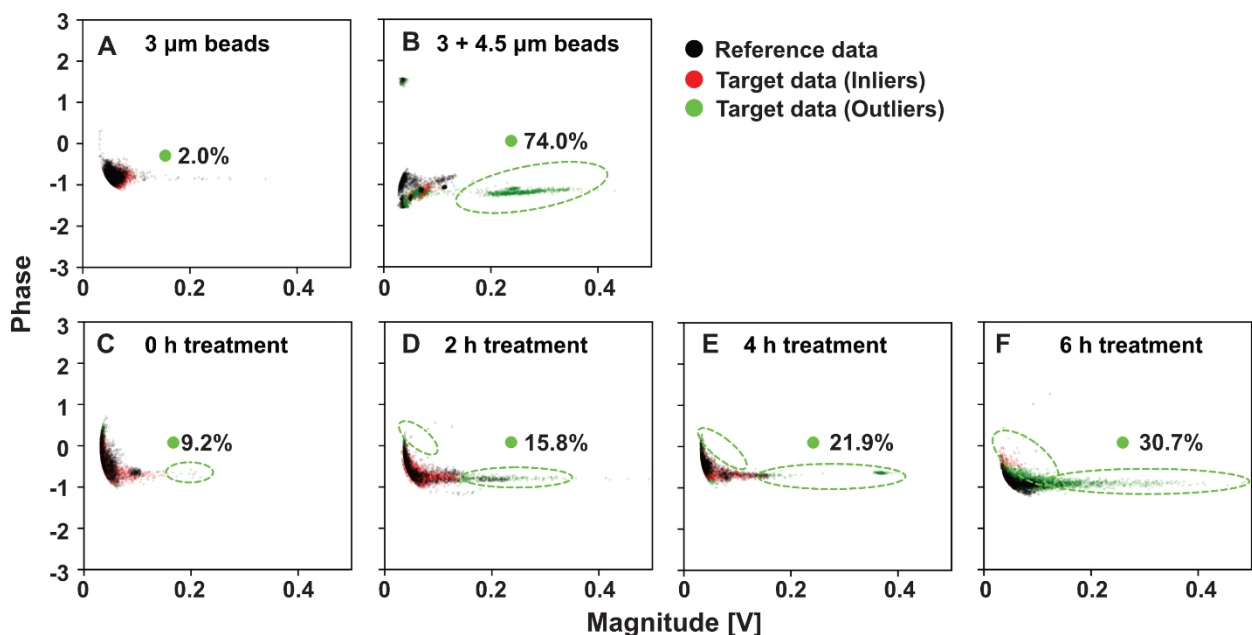 A 3 µm beads
B 3 + 4.5 µm beads
Reference data
Target data (Inliers)
Target data (Outliers)
2.0%
74.0%
3
2
1
0
-1
-2
-3
0 0.2 0.4
0 0.2 0.4
Phase
C 0 h treatment
D 2 h treatment
E 4 h treatment
F 6 h treatment
9.2%
15.8%
21.9%
30.7%
3
2
1
0
-1
-2
-3
0 0.2 0.4
0 0.2 0.4
0 0.2 0.4
0 0.2 0.4
Magnitude [V]